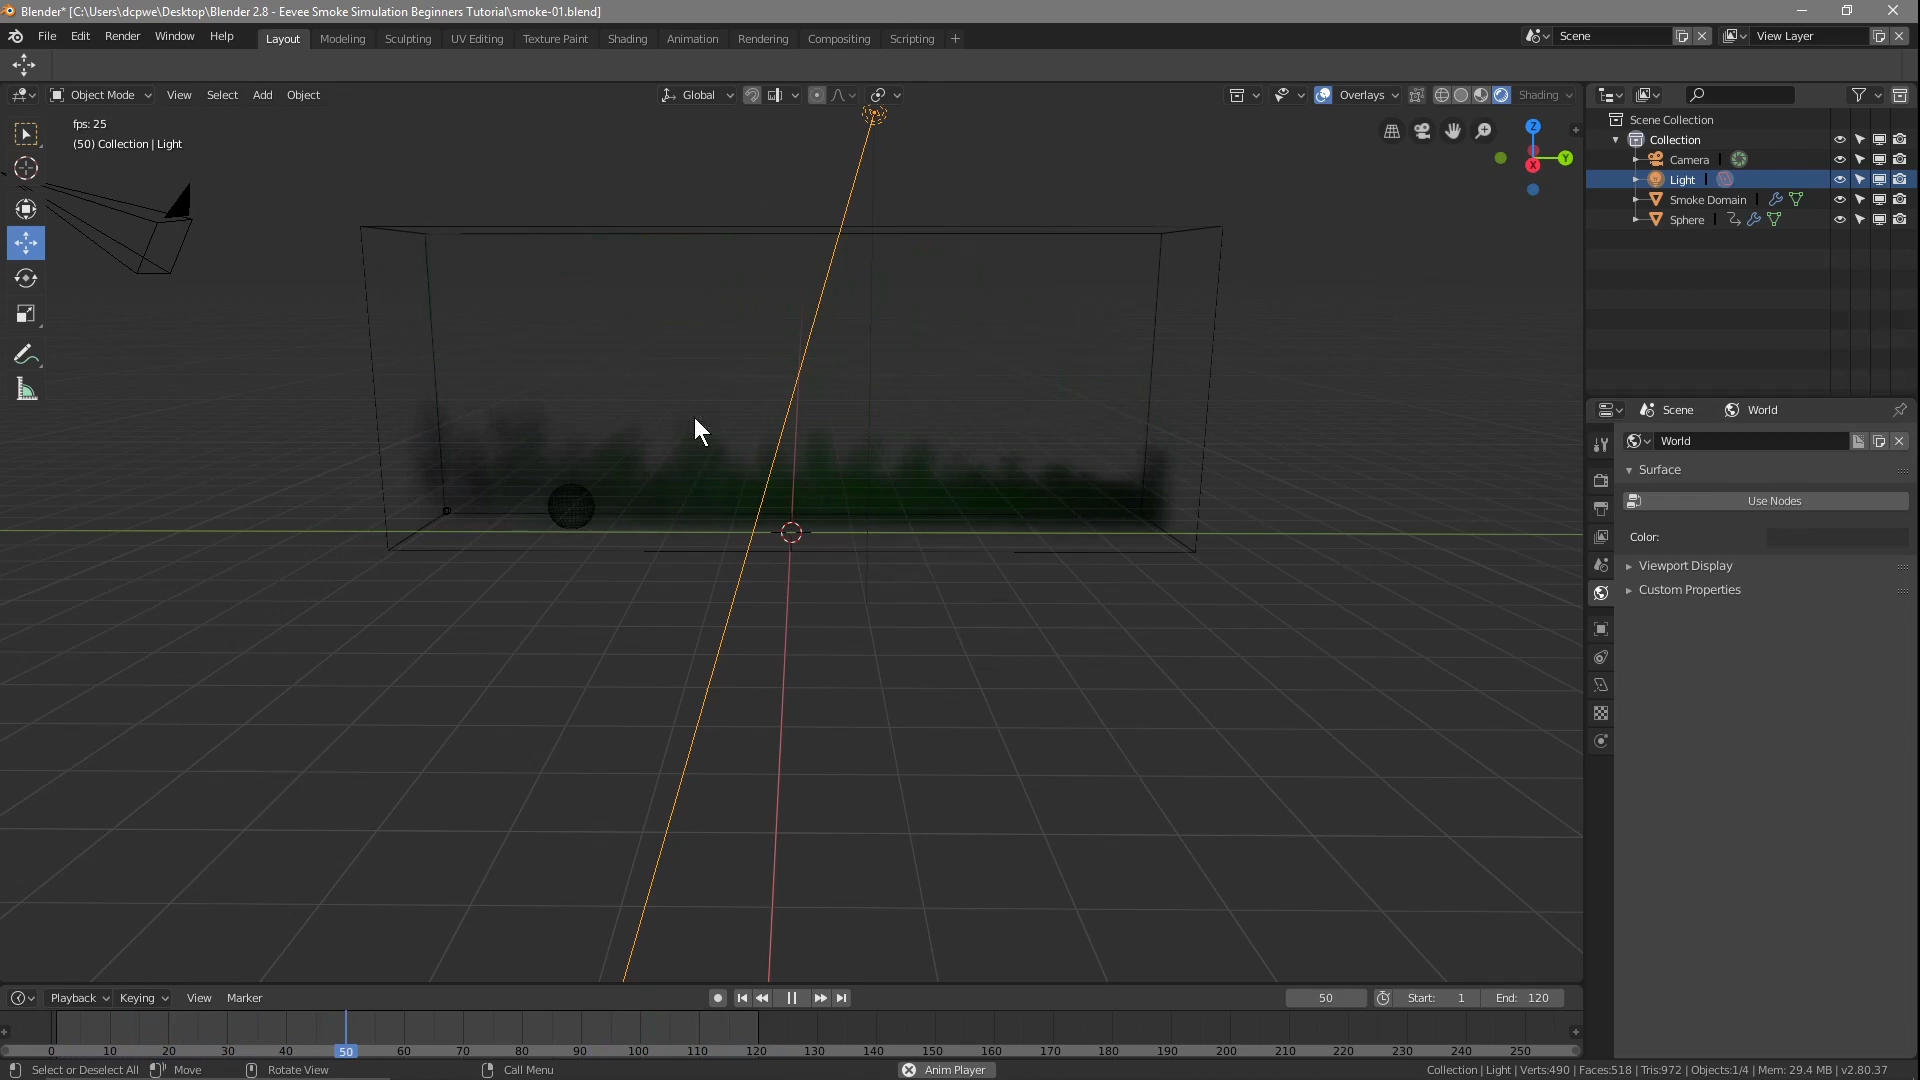 Blender* [C:\Users\dcpwe\Desktop\Blender 2.8 - Eevee Smoke Simulation Beginners Tutorial\smoke-01.blend]
File Edit Render Window Help Layout Modeling Sculpting UV Editing Texture Paint Shading Animation Rendering Compositing Scripting + Scene View Layer
Object Mode View Select Add Object Global Overlays Shading
fps: 25
(50) Collection | Light
Z
Y
X
Scene Collection
Collection
Camera
Light
Smoke Domain
Sphere
Scene World
World
Surface
Use Nodes
Color:
Viewport Display
Custom Properties
Playback Keying View Marker 50 Start: 1 End: 120
0 10 20 30 40 50 60 70 80 90 100 110 120 130 140 150 160 170 180 190 200 210 220 230 240 250
Select or Deselect All Move Rotate View Call Menu Anim Player Collection | Light | Verts:490 | Faces:518 | Tris:972 | Objects:1/4 | Mem: 29.4 MB | v2.80.37